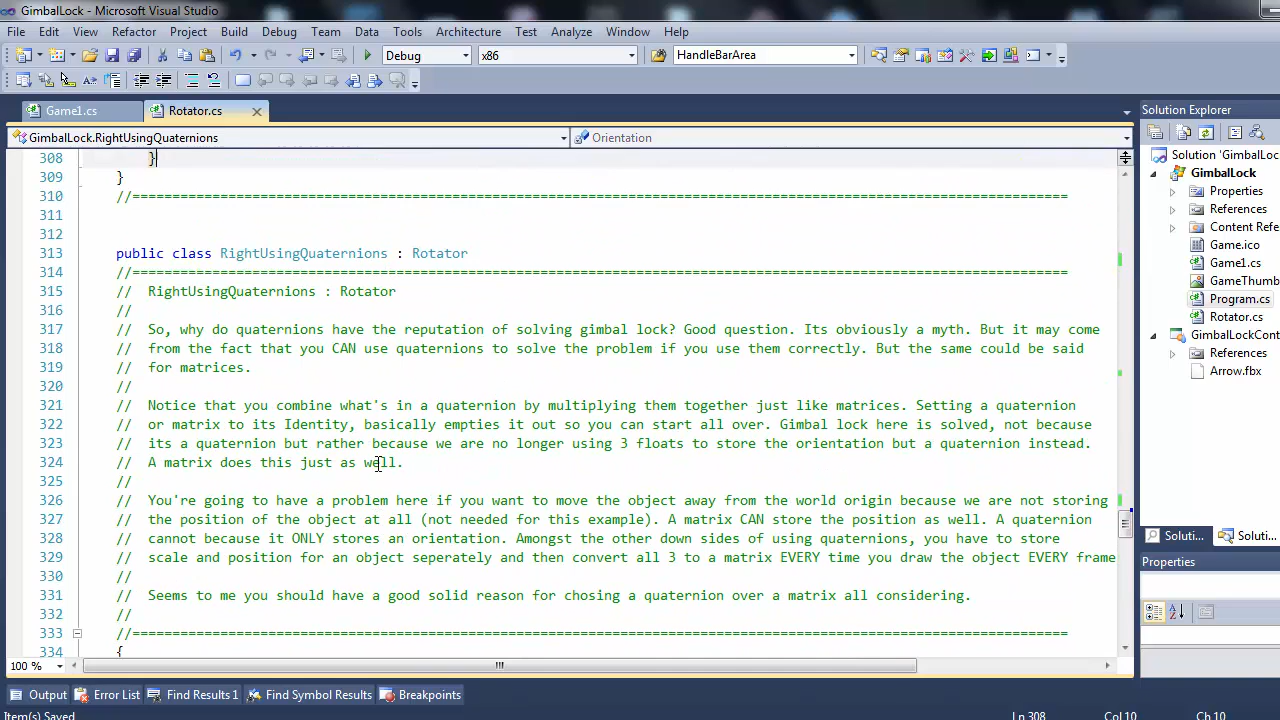 GimbalLock - Microsoft Visual Studio
File Edit View Refactor Project Build Debug Team Data Tools Architecture Test Analyze Window Help
Debug x86 HandleBarArea
Game1.cs Rotator.cs
GimbalLock.RightUsingQuaternions Orientation
308 }
309 }
310 //=====================================================================================================================
311
312
313 public class RightUsingQuaternions : Rotator
314 //=====================================================================================================================
315 // RightUsingQuaternions : Rotator
316 //
317 // So, why do quaternions have the reputation of solving gimbal lock? Good question. Its obviously a myth. But it may come
318 // from the fact that you CAN use quaternions to solve the problem if you use them correctly. But the same could be said
319 // for matrices.
320 //
321 // Notice that you combine what's in a quaternion by multiplying them together just like matrices. Setting a quaternion
322 // or matrix to its Identity, basically empties it out so you can start all over. Gimbal lock here is solved, not because
323 // its a quaternion but rather because we are no longer using 3 floats to store the orientation but a quaternion instead.
324 // A matrix does this just as well.
325 //
326 // You're going to have a problem here if you want to move the object away from the world origin because we are not storing
327 // the position of the object at all (not needed for this example). A matrix CAN store the position as well. A quaternion
328 // cannot because it ONLY stores an orientation. Amongst the other down sides of using quaternions, you have to store
329 // scale and position for an object seprately and then convert all 3 to a matrix EVERY time you draw the object EVERY frame
330 //
331 // Seems to me you should have a good solid reason for chosing a quaternion over a matrix all considering.
332 //
333 //=====================================================================================================================
334 {
100 %
Solution Explorer
Solution 'GimbalLoc
GimbalLock
Properties
References
Content Refe
Game.ico
Game1.cs
GameThumb
Program.cs
Rotator.cs
GimbalLockCont
References
Arrow.fbx
Soluti... Soluti...
Properties
Output Error List Find Results 1 Find Symbol Results Breakpoints
Item(s) Saved Ln 308 Col 10 Ch 10